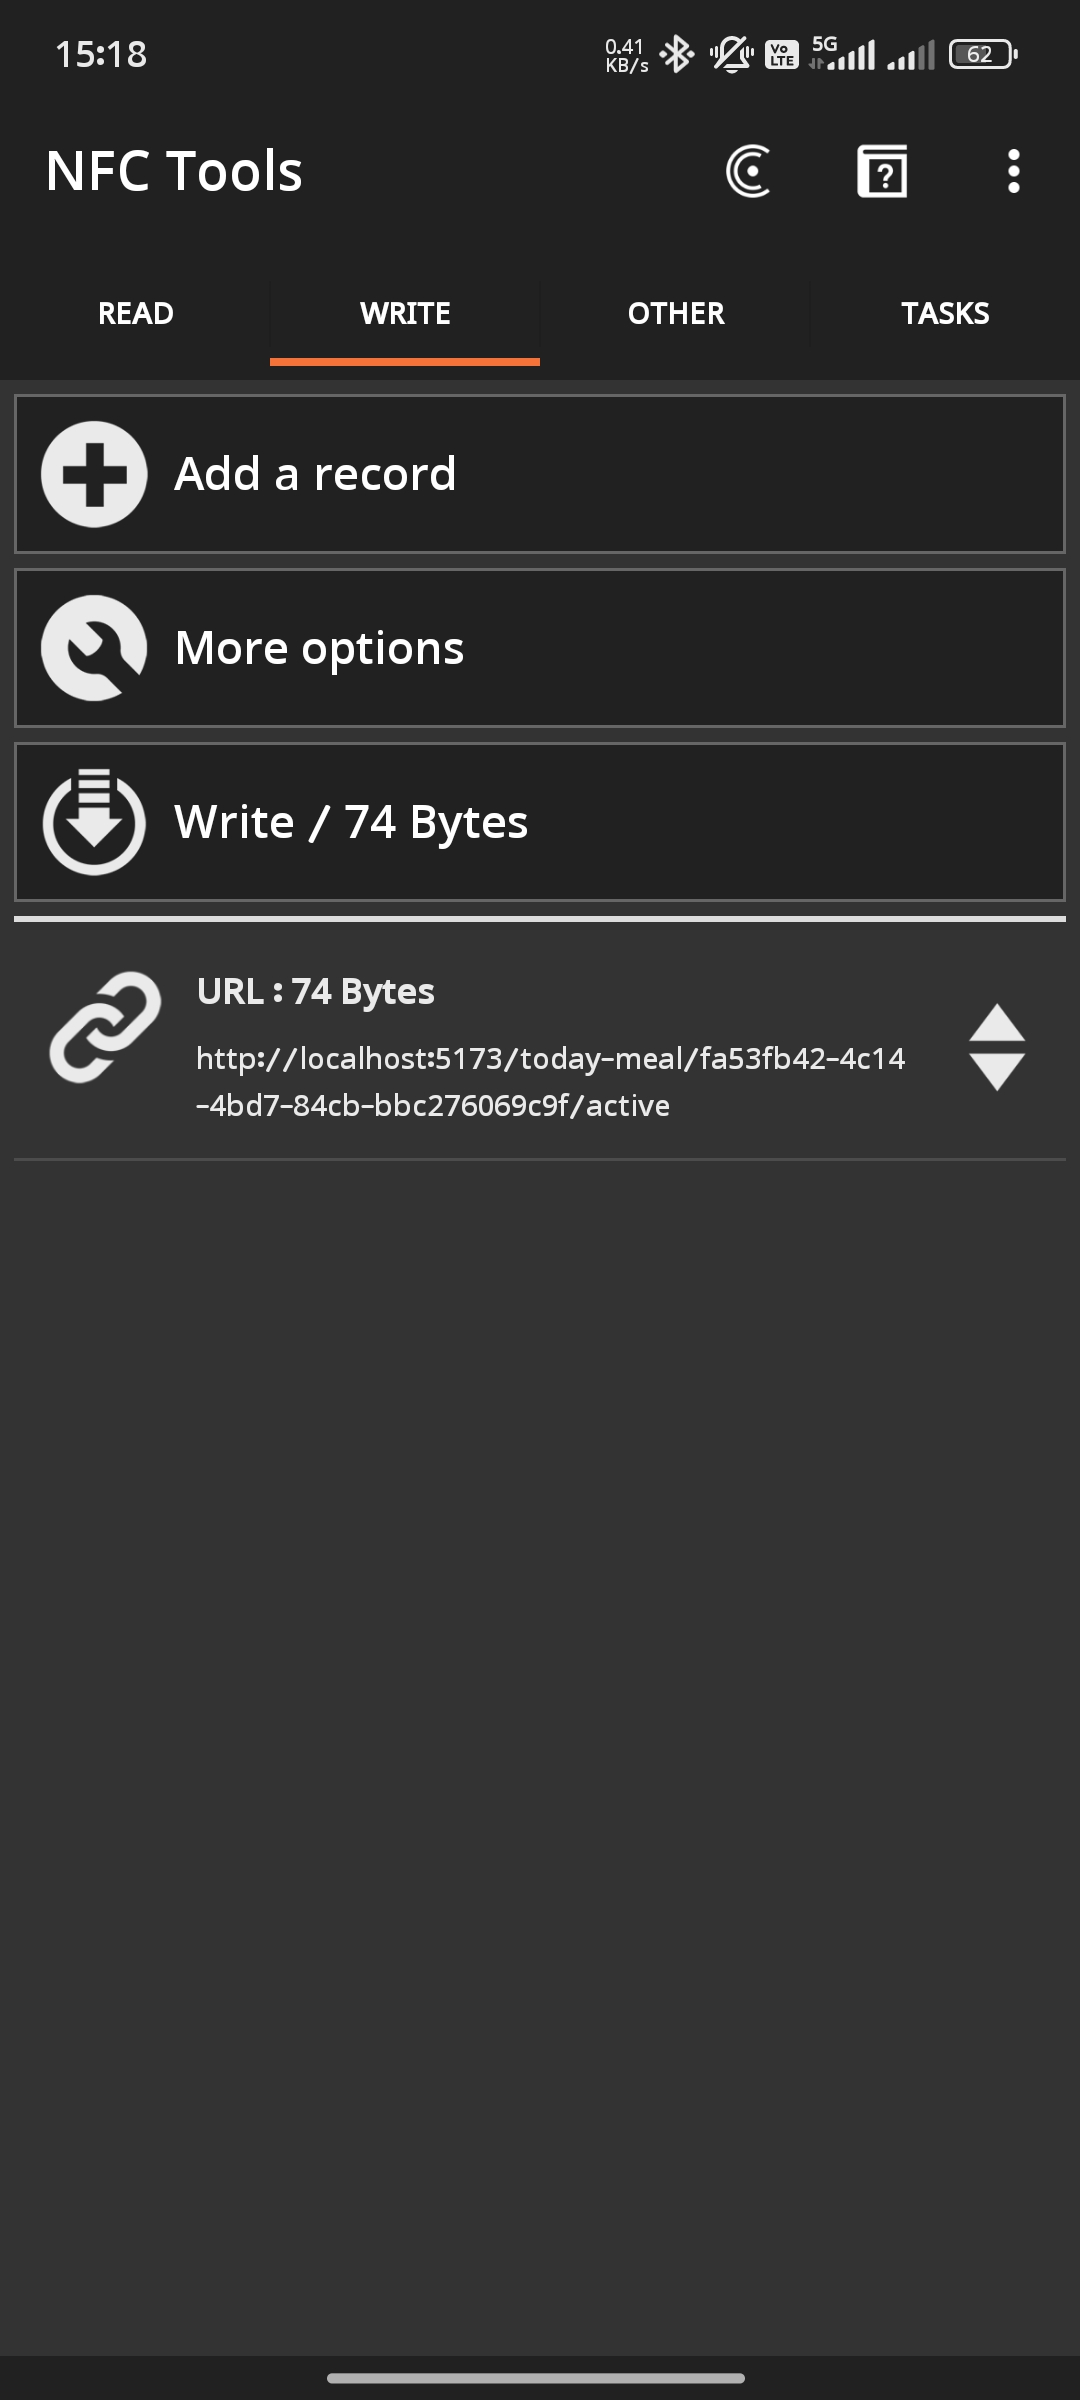 15:18
0.41
KB/s
Vo
LTE
5G
62
NFC Tools
?
READ
WRITE
OTHER
TASKS
Add a record
More options
Write / 74 Bytes
URL : 74 Bytes
http://localhost:5173/today-meal/fa53fb42-4c14
-4bd7-84cb-bbc276069c9f/active